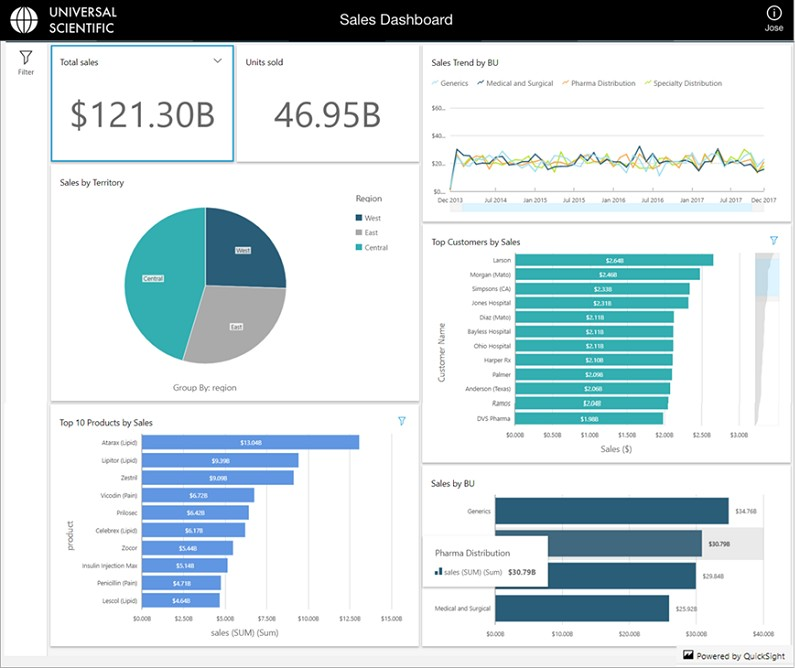 UNIVERSAL
SCIENTIFIC
Sales Dashboard
Jose
Filter
Total sales
$121.30B
Units sold
46.95B
Sales by Territory
Region
West
East
Central
West
Central
East
Group By: region
Top 10 Products by Sales
product
Atarax (Lipid) $13.04B
Lipitor (Lipid) $9.39B
Zestril $9.09B
Vicodin (Pain) $6.72B
Prilosec $6.42B
Celebrex (Lipid) $6.17B
Zocor $5.44B
Insulin Injection Max $5.14B
Penicillin (Pain) $4.71B
Lescol (Lipid) $4.64B
$0.00B $2.50B $5.00B $7.50B $10.00B $12.50B $15.00B
sales (SUM) (Sum)
Sales Trend by BU
Generics Medical and Surgical Pharma Distribution Specialty Distribution
$60...
$40...
$20...
$0...
Dec 2013 Jul 2014 Jan 2015 Jul 2015 Jan 2016 Jul 2016 Jan 2017 Jul 2017 Dec 2017
Top Customers by Sales
Customer Name
Larson $2.64B
Morgan (Mato) $2.46B
Simpsons (CA) $2.33B
Jones Hospital $2.31B
Diaz (Mato) $2.11B
Bayless Hospital $2.11B
Ohio Hospital $2.11B
Harper Rx $2.10B
Palmer $2.09B
Anderson (Texas) $2.06B
Ramos $2.04B
DVS Pharma $1.98B
$0.000B $0.500B $1.00B $1.50B $2.00B $2.50B $3.00B
Sales ($)
Sales by BU
Generics $34.76B
$30.79B
Pharma Distribution
sales (SUM) (Sum) $30.79B
$29.84B
Medical and Surgical $25.92B
$0.00B $10.00B $20.00B $30.00B $40.00B
Powered by QuickSight